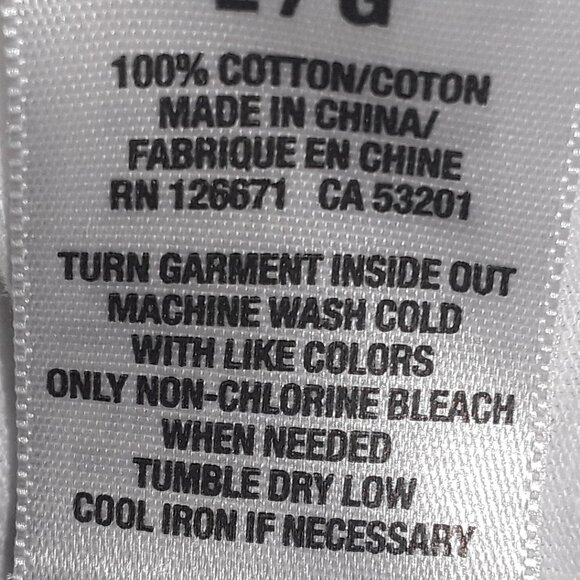 L / G
100% COTTON/COTON
MADE IN CHINA/
FABRIQUE EN CHINE
RN 126671 CA 53201
TURN GARMENT INSIDE OUT
MACHINE WASH COLD
WITH LIKE COLORS
ONLY NON-CHLORINE BLEACH
WHEN NEEDED
TUMBLE DRY LOW
COOL IRON IF NECESSARY